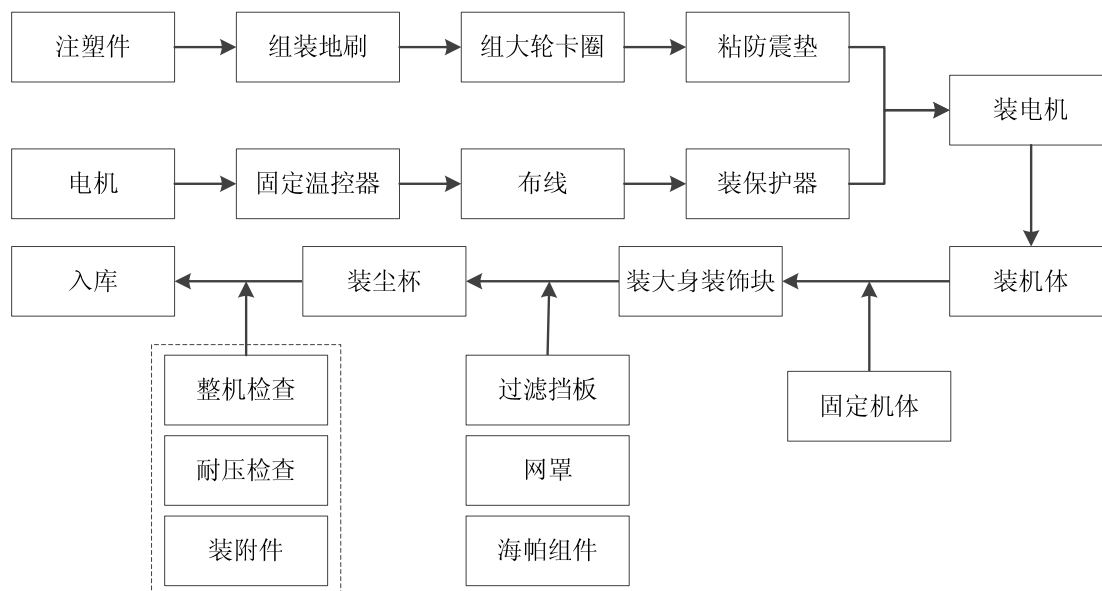 注塑件
组装地刷
组大轮卡圈
粘防震垫
装电机
电机
固定温控器
布线
装保护器
入库
装尘杯
装大身装饰块
装机体
整机检查
过滤挡板
固定机体
耐压检查
网罩
装附件
海帕组件